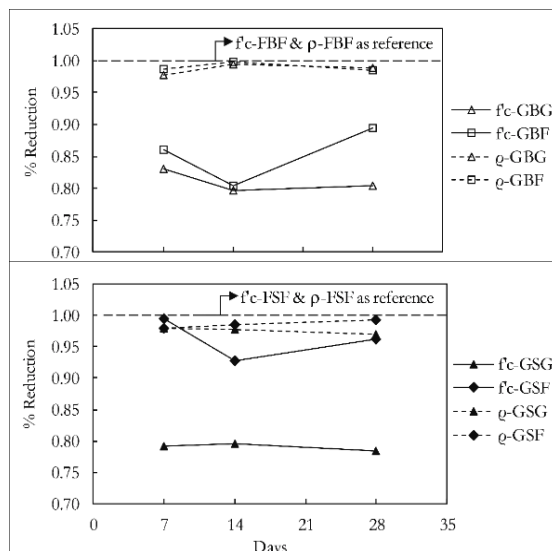 1.05
f'c-FBF & ρ-FBF as reference
1.00
0.95
0.90
0.85
0.80
0.75
0.70
% Reduction
f'c-GBG
f'c-GBF
ϱ-GBG
ϱ-GBF
1.05
f'c-FSF & ρ-FSF as reference
1.00
0.95
0.90
0.85
0.80
0.75
0.70
% Reduction
f'c-GSG
f'c-GSF
ϱ-GSG
ϱ-GSF
0 7 14 21 28 35
Days